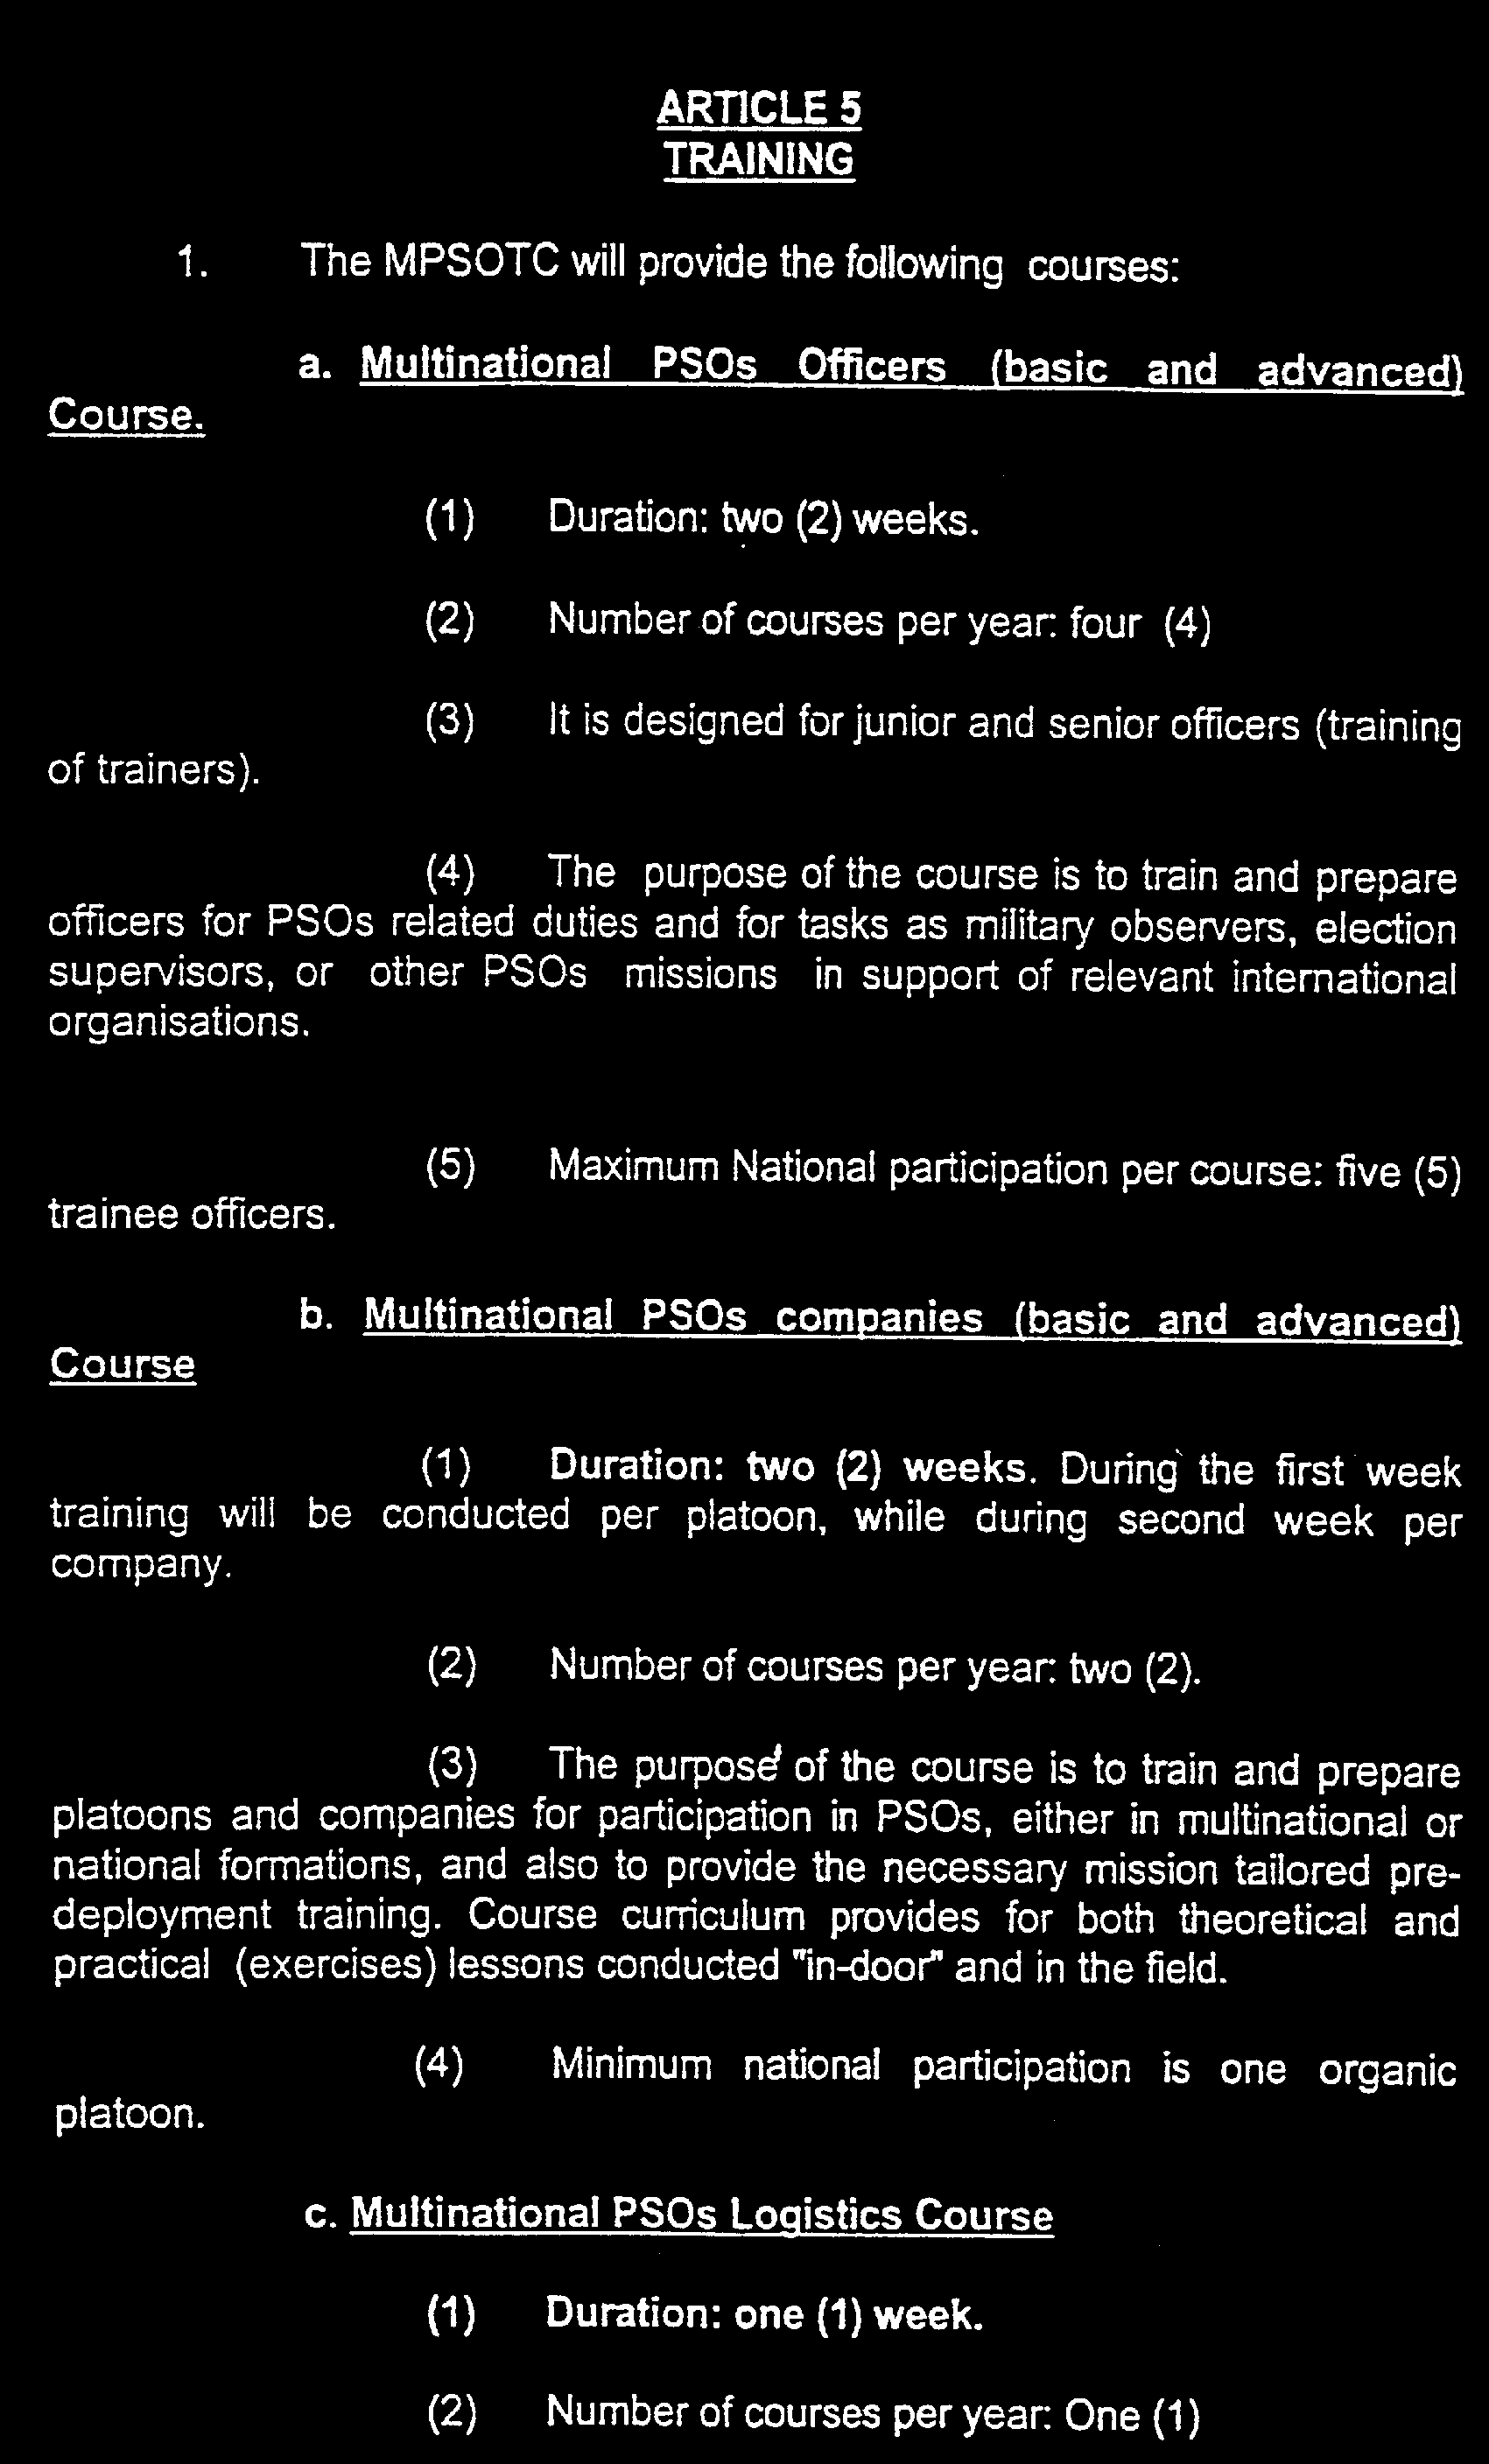 ARTICLE 5
TRAINING
1. The MPSOTC will provide the following courses:
a. Multinational PSOs Officers (basic and advanced)
Course.
(1) Duration: two (2) weeks.
(2) Number of courses per year: four (4)
(3) It is designed for junior and senior officers (training
of trainers).
(4) The purpose of the course is to train and prepare
officers for PSOs related duties and for tasks as military observers, election
supervisors, or other PSOs missions in support of relevant international
organisations.
(5) Maximum National participation per course: five (5)
trainee officers.
b. Multinational PSOs companies (basic and advanced)
Course
(1) Duration: two (2) weeks. During the first week
training will be conducted per platoon, while during second week per
company.
(2) Number of courses per year: two (2).
(3) The purpose of the course is to train and prepare
platoons and companies for participation in PSOs, either in multinational or
national formations, and also to provide the necessary mission tailored pre-
deployment training. Course curriculum provides for both theoretical and
practical (exercises) lessons conducted "in-door" and in the field.
(4) Minimum national participation is one organic
platoon.
c. Multinational PSOs Logistics Course
(1) Duration: one (1) week.
(2) Number of courses per year: One (1)